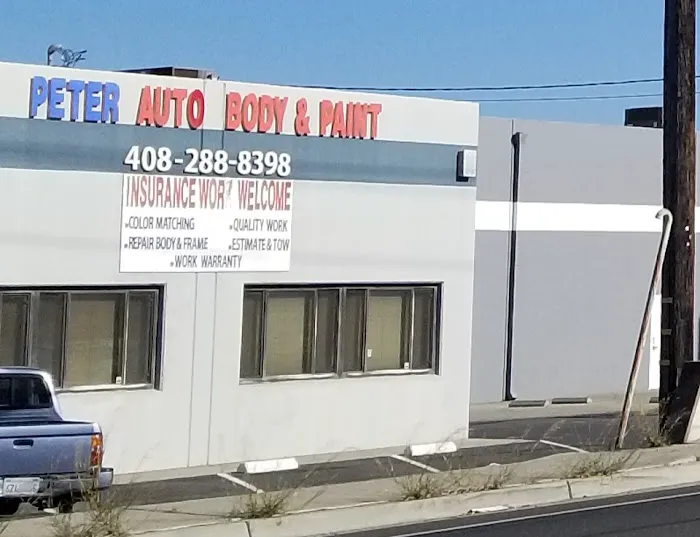 PETER AUTO BODY & PAINT
408-288-8398
INSURANCE WORK WELCOME
•COLOR MATCHING •QUALITY WORK
•REPAIR BODY & FRAME •ESTIMATE & TOW
•WORK WARRANTY